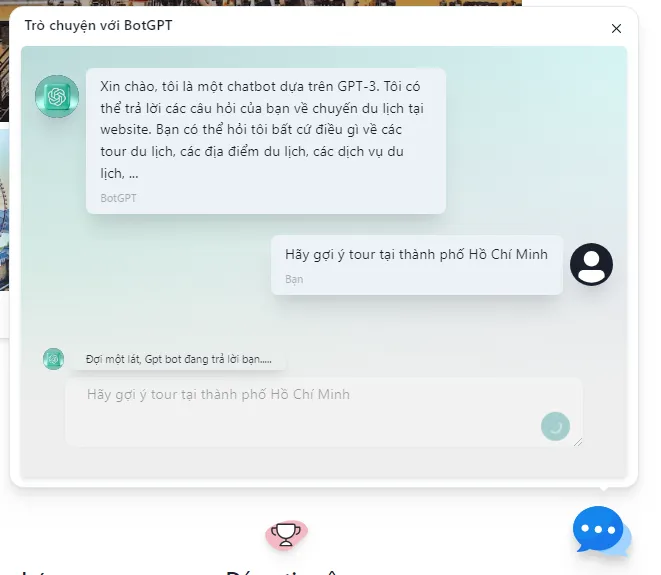 Trò chuyện với BotGPT
Xin chào, tôi là một chatbot dựa trên GPT-3. Tôi có
thể trả lời các câu hỏi của bạn về chuyến du lịch tại
website. Bạn có thể hỏi tôi bất cứ điều gì về các
tour du lịch, các địa điểm du lịch, các dịch vụ du
lịch, ...
BotGPT
Hãy gợi ý tour tại thành phố Hồ Chí Minh
Bạn
Đợi một lát, Gpt bot đang trả lời bạn.....
Hãy gợi ý tour tại thành phố Hồ Chí Minh